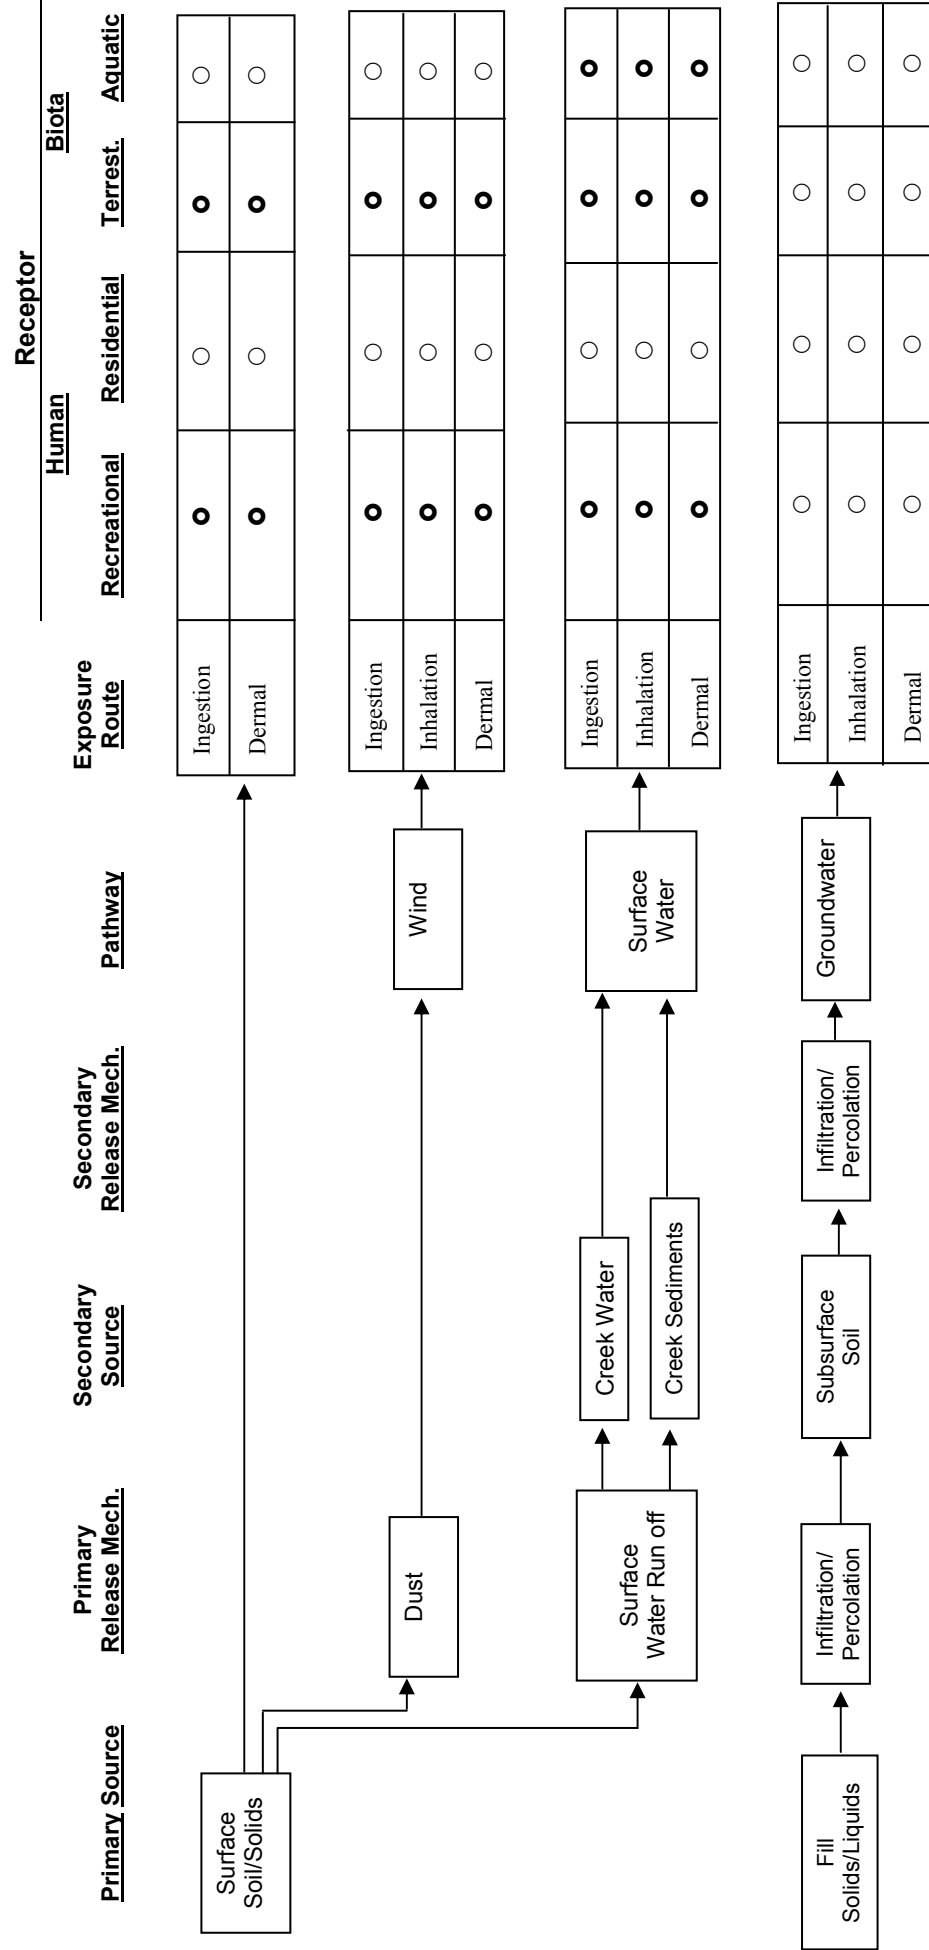 Receptor
Human
Biota
Primary Source
Primary
Release Mech.
Secondary
Source
Secondary
Release Mech.
Pathway
Exposure
Route
Recreational
Residential
Terrest.
Aquatic
Surface
Soil/Solids
Ingestion
Dermal
Dust
Wind
Ingestion
Inhalation
Dermal
Surface
Water Run off
Creek Water
Creek Sediments
Surface
Water
Ingestion
Inhalation
Dermal
Fill
Solids/Liquids
Infiltration/
Percolation
Subsurface
Soil
Infiltration/
Percolation
Groundwater
Ingestion
Inhalation
Dermal